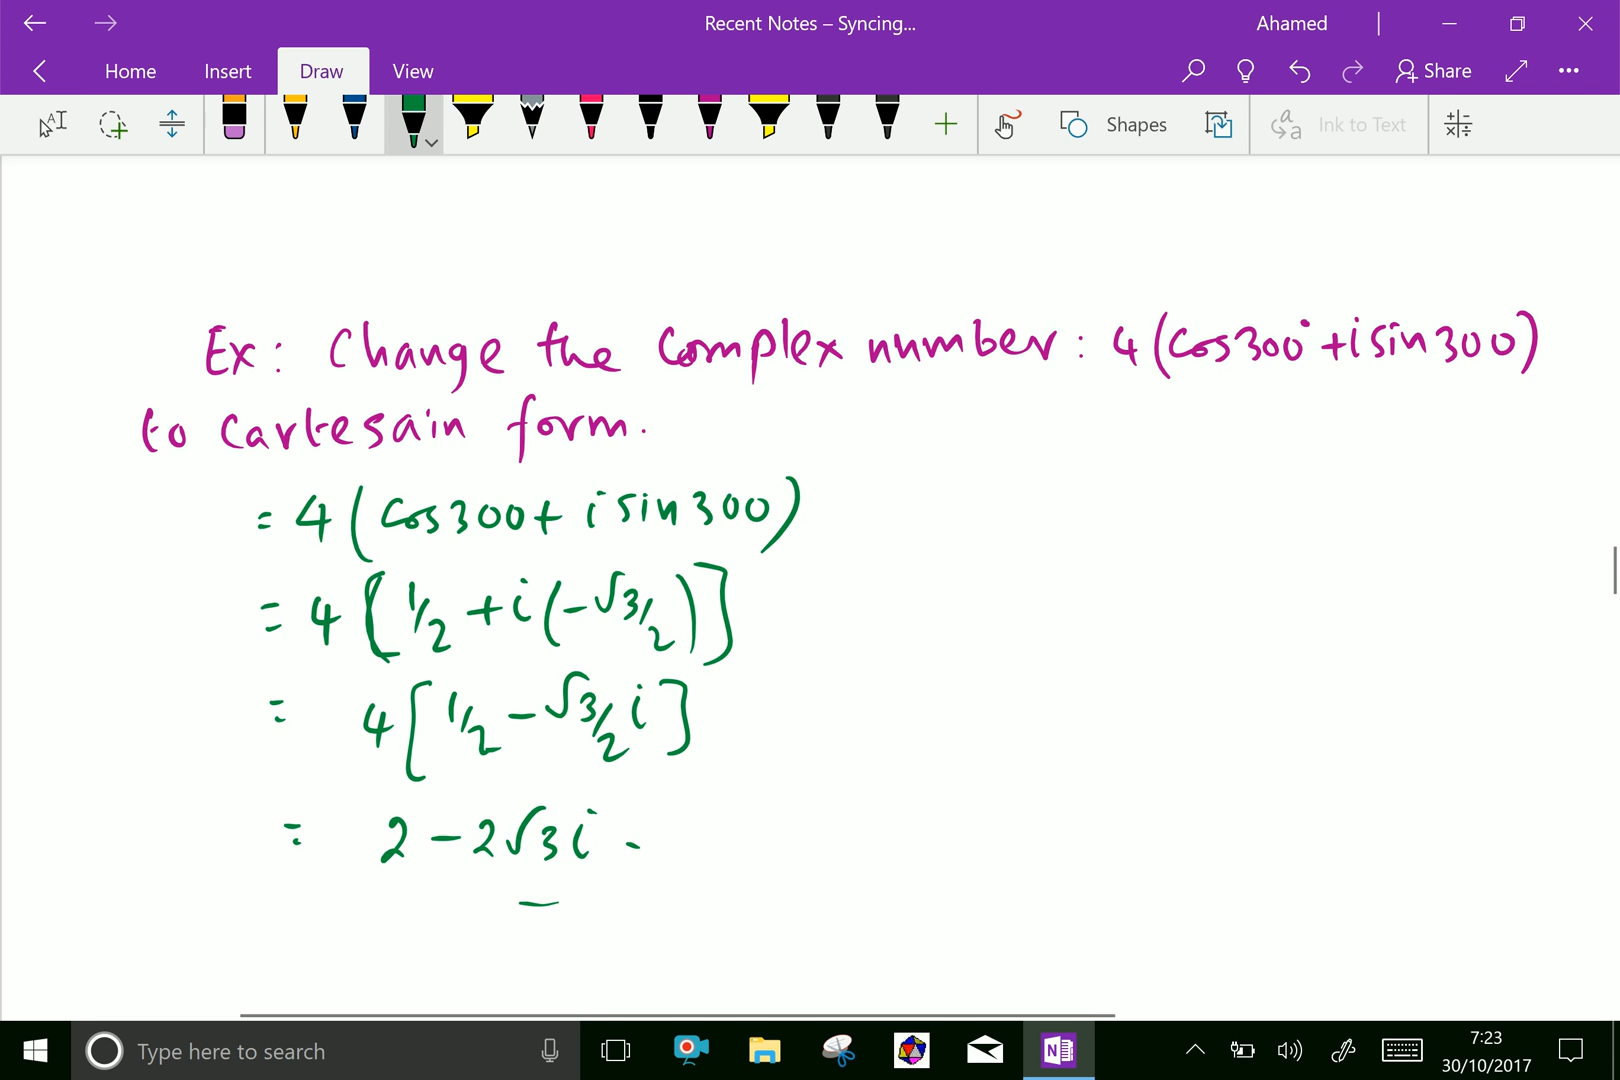 Recent Notes – Syncing...
Ahamed
Home Insert Draw View
Share
Shapes
Ink to Text
Ex: Change the complex number: 4(cos300°+i sin300)
to Cartesain form.
= 4(cos300+ i sin300)
= 4[1/2 +i(-√3/2)]
= 4[1/2 -√3/2 i]
= 2-2√3 i .
Type here to search
7:23
30/10/2017